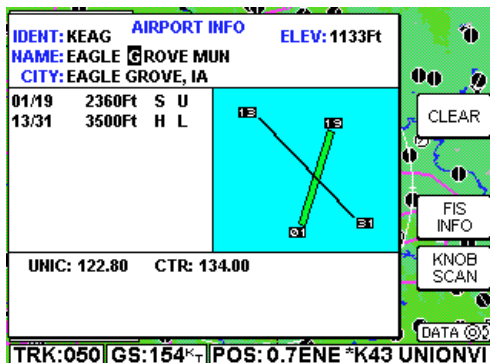 AIRPORT INFO
IDENT: KEAG ELEV: 1133Ft
NAME: EAGLE GROVE MUN
CITY: EAGLE GROVE, IA
01/19 2360Ft S U
13/31 3500Ft H L
13
19
01
31
UNIC: 122.80 CTR: 134.00
CLEAR
FIS
INFO
KNOB
SCAN
DATA
TRK:050 GS:154KT POS: 0.7ENE *K43 UNIONV